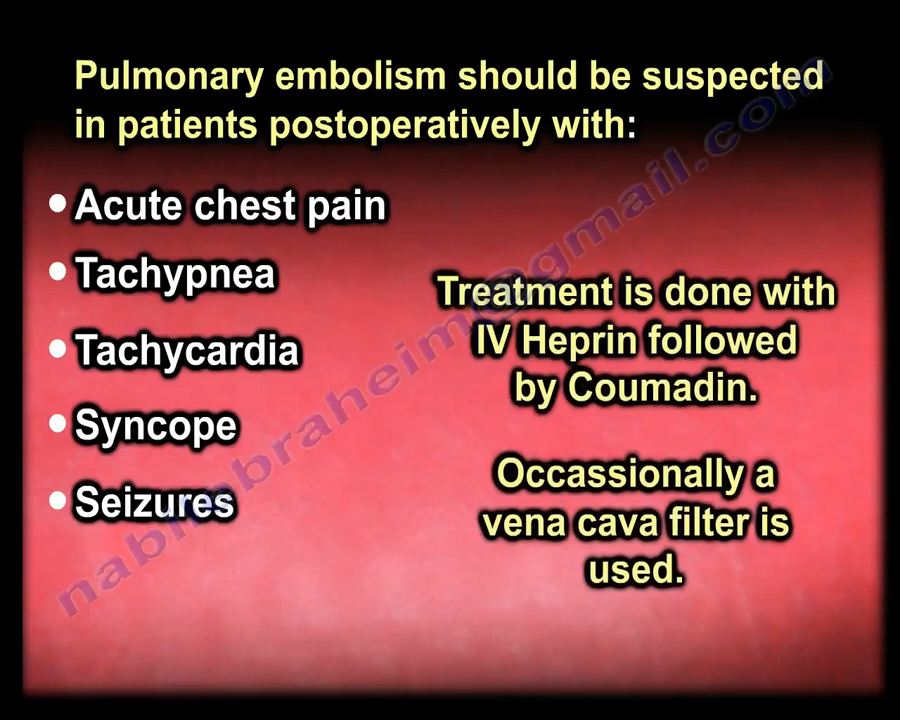 Pulmonary embolism should be suspected
in patients postoperatively with:
• Acute chest pain
• Tachypnea
• Tachycardia
• Syncope
• Seizures
Treatment is done with
IV Heprin followed
by Coumadin.
Occassionally a
vena cava filter is
used.
nabimbraheim@gmail.com